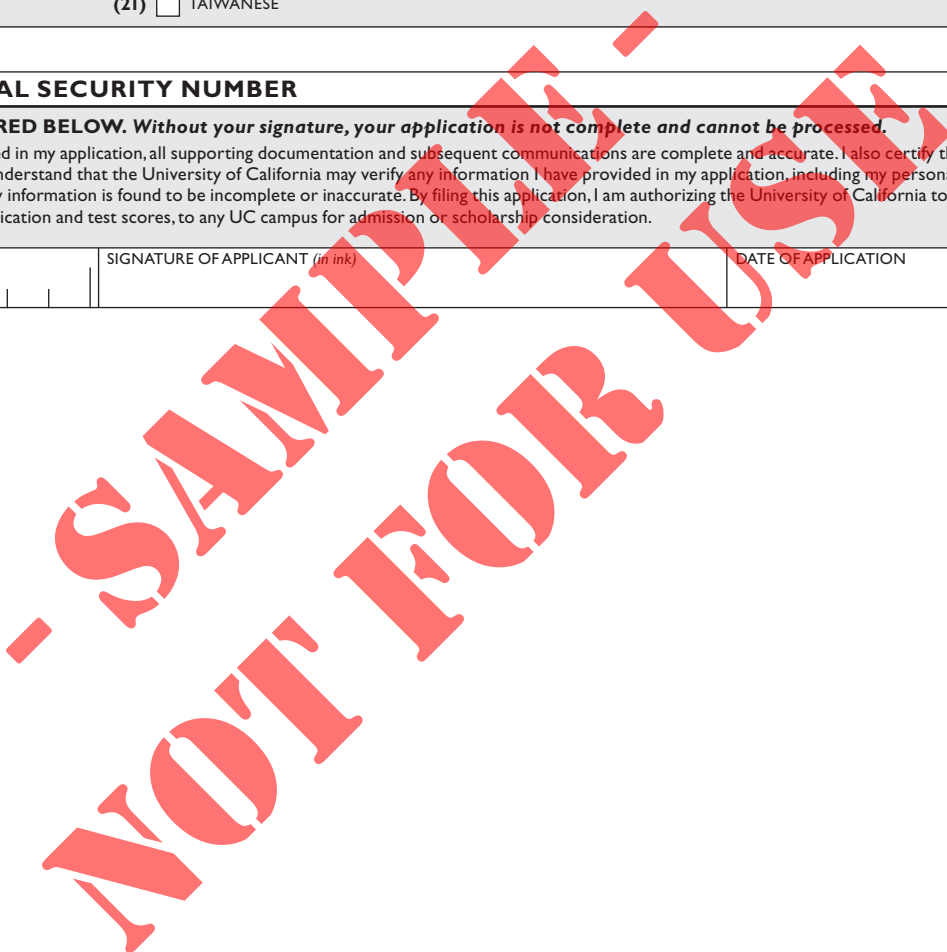 (21) TAIWANESE
AL SECURITY NUMBER
RED BELOW. Without your signature, your application is not complete and cannot be processed.
ed in my application, all supporting documentation and subsequent communications are complete and accurate. I also certify th
nderstand that the University of California may verify any information I have provided in my application, including my persona
y information is found to be incomplete or inaccurate. By filing this application, I am authorizing the University of California to
ication and test scores, to any UC campus for admission or scholarship consideration.
SIGNATURE OF APPLICANT (in ink)
DATE OF APPLICATION
- SAMPLE -
NOT FOR USE